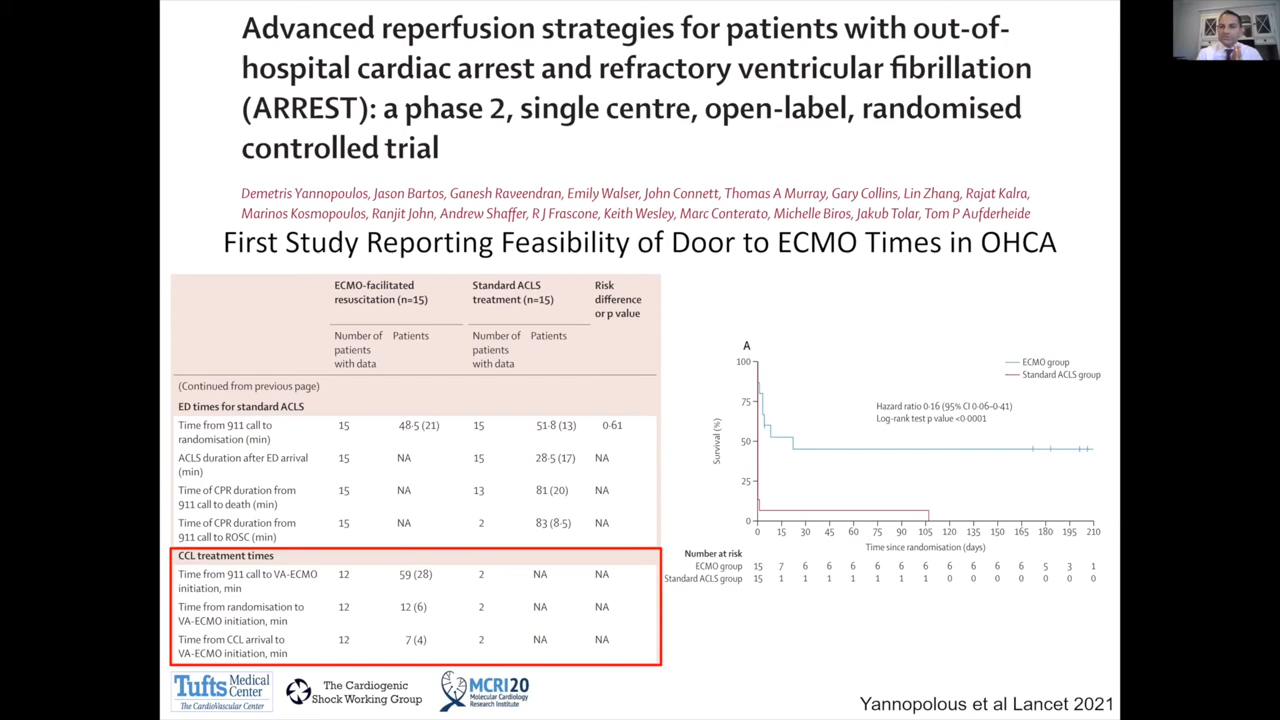 Advanced reperfusion strategies for patients with out-of-
hospital cardiac arrest and refractory ventricular fibrillation
(ARREST): a phase 2, single centre, open-label, randomised
controlled trial
Demetris Yannopoulos, Jason Bartos, Ganesh Raveendran, Emily Walser, John Connett, Thomas A Murray, Gary Collins, Lin Zhang, Rajat Kalra,
Marinos Kosmopoulos, Ranjit John, Andrew Shaffer, R J Frascone, Keith Wesley, Marc Conterato, Michelle Biros, Jakub Tolar, Tom P Aufderheide
First Study Reporting Feasibility of Door to ECMO Times in OHCA
ECMO-facilitated Standard ACLS Risk
resuscitation (n=15) treatment (n=15) difference
or p value
Number of Patients Number of Patients
patients patients
with data with data
(Continued from previous page)
ED times for standard ACLS
Time from 911 call to 15 48·5 (21) 15 51·8 (13) 0·61
randomisation (min)
ACLS duration after ED arrival 15 NA 15 28·5 (17) NA
(min)
Time of CPR duration from 15 NA 13 81 (20) NA
911 call to death (min)
Time of CPR duration from 15 NA 2 83 (8·5) NA
911 call to ROSC (min)
CCL treatment times
Time from 911 call to VA-ECMO 12 59 (28) 2 NA NA
initiation, min
Time from randomisation to 12 12 (6) 2 NA NA
VA-ECMO initiation, min
Time from CCL arrival to 12 7 (4) 2 NA NA
VA-ECMO initiation, min
A
100
75
50
25
0
Survival (%)
ECMO group
Standard ACLS group
Hazard ratio 0·16 (95% CI 0·06–0·41)
Log-rank test p value <0·0001
0 15 30 45 60 75 90 105 120 135 150 165 180 195 210
Time since randomisation (days)
Number at risk
ECMO group 15 7 6 6 6 6 6 6 6 6 6 6 5 3 1
Standard ACLS group 15 1 1 1 1 1 1 1 0 0 0 0 0 0 0
Tufts Medical Center
The CardioVascular Center
The Cardiogenic
Shock Working Group
MCRI20
Molecular Cardiology
Research Institute
Yannopolous et al Lancet 2021